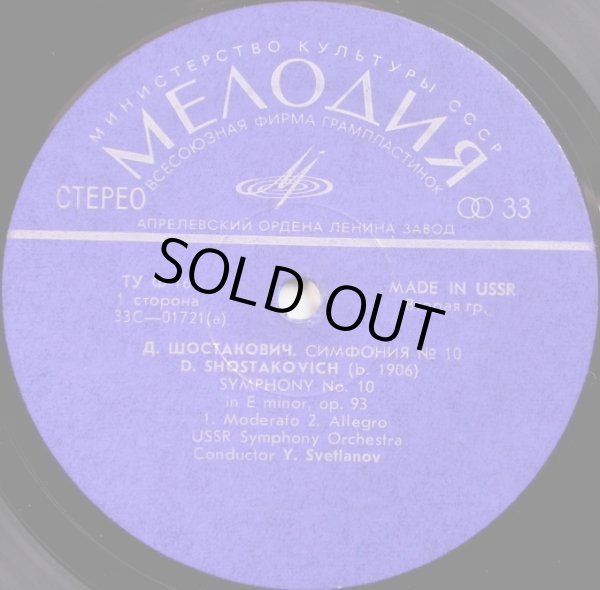 МИНИСТЕРСТВО КУЛЬТУРЫ СССР
МЕЛОДИЯ
ВСЕСОЮЗНАЯ ФИРМА ГРАМПЛАСТИНОК
СТЕРЕО 33
АПРЕЛЕВСКИЙ ОРДЕНА ЛЕНИНА ЗАВОД
ТУ MADE IN USSR
1 сторона гр.
33С—01721(а)
SOLD OUT
Д. ШОСТАКОВИЧ. СИМФОНИЯ № 10
D. SHOSTAKOVICH (b. 1906)
SYMPHONY No. 10
in E minor, op. 93
1. Moderato 2. Allegro
USSR Symphony Orchestra
Conductor Y. Svetlanov